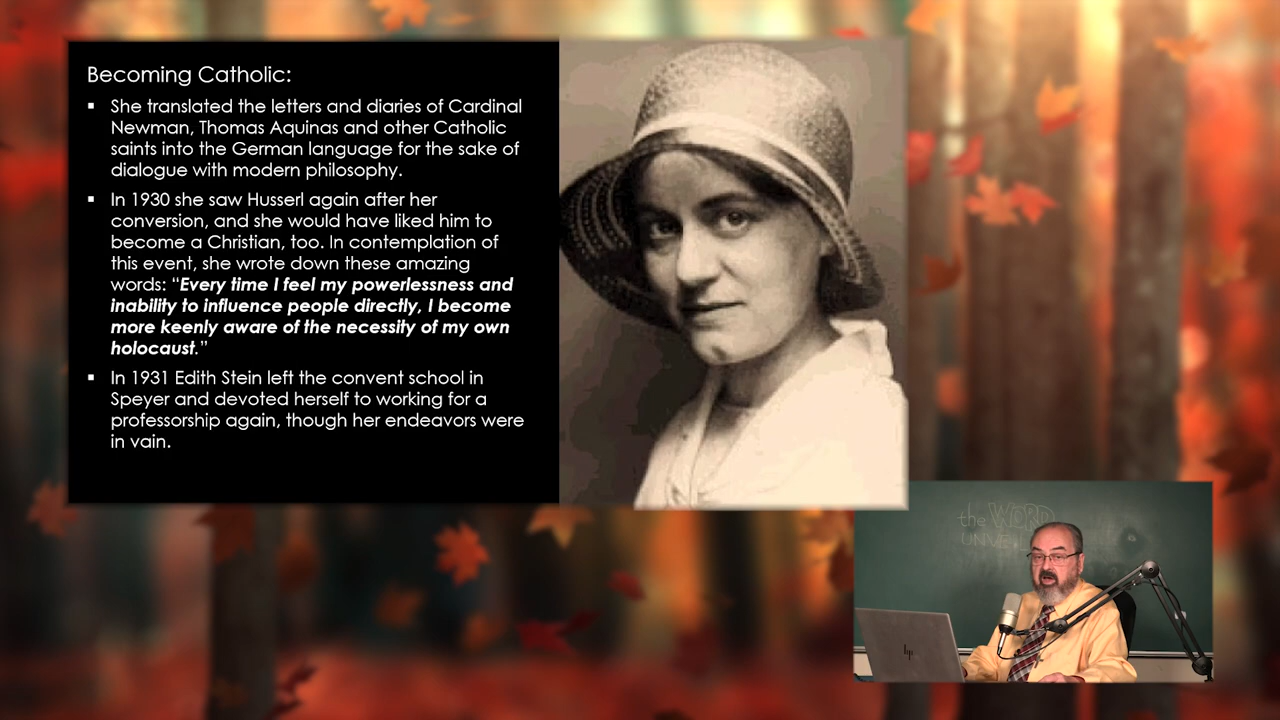 Becoming Catholic:
▪ She translated the letters and diaries of Cardinal
Newman, Thomas Aquinas and other Catholic
saints into the German language for the sake of
dialogue with modern philosophy.
▪ In 1930 she saw Husserl again after her
conversion, and she would have liked him to
become a Christian, too. In contemplation of
this event, she wrote down these amazing
words: “Every time I feel my powerlessness and
inability to influence people directly, I become
more keenly aware of the necessity of my own
holocaust.”
▪ In 1931 Edith Stein left the convent school in
Speyer and devoted herself to working for a
professorship again, though her endeavors were
in vain.
the WORD
hp